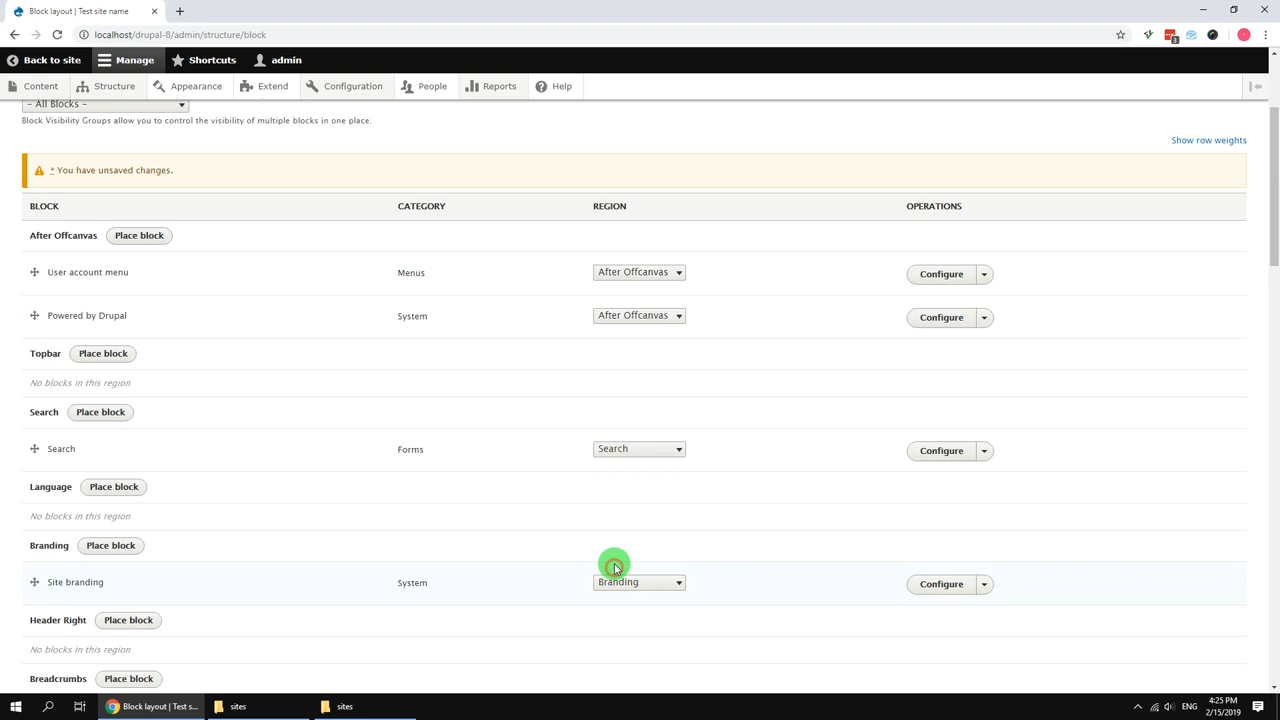 Block layout | Test site name
localhost/drupal-8/admin/structure/block
3
Back to site Manage Shortcuts admin
Content Structure Appearance Extend Configuration People Reports Help
- All Blocks -
Block Visibility Groups allow you to control the visibility of multiple blocks in one place.
Show row weights
* You have unsaved changes.
BLOCK CATEGORY REGION OPERATIONS
After Offcanvas Place block
User account menu Menus After Offcanvas Configure
Powered by Drupal System After Offcanvas Configure
Topbar Place block
No blocks in this region
Search Place block
Search Forms Search Configure
Language Place block
No blocks in this region
Branding Place block
Site branding System Branding Configure
Header Right Place block
No blocks in this region
Breadcrumbs Place block
Block layout | Test s... sites sites ENG 4:25 PM
2/15/2019